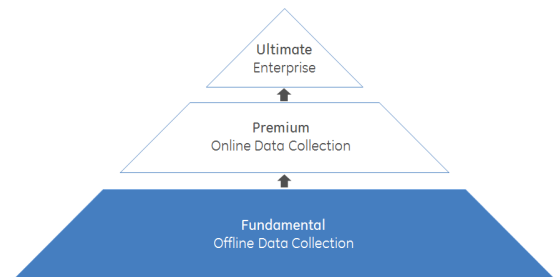 Ultimate
Enterprise
Premium
Online Data Collection
Fundamental
Offline Data Collection